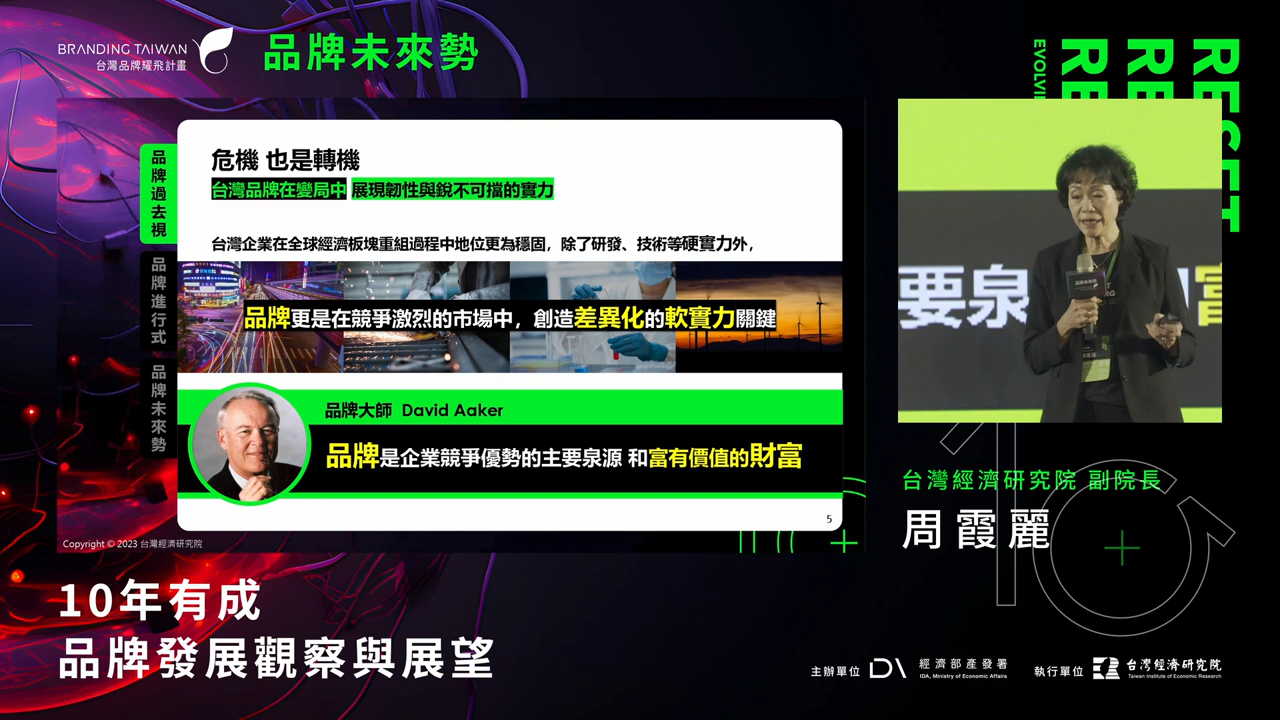 BRANDING TAIWAN
台灣品牌耀飛計畫
品牌未來勢
RESET
RE
RE
EVOLVI
品牌過去視
品牌進行式
品牌未來勢
危機 也是轉機
台灣品牌在變局中 展現韌性與銳不可擋的實力
台灣企業在全球經濟板塊重組過程中地位更為穩固，除了研發、技術等硬實力外，
品牌更是在競爭激烈的市場中，創造差異化的軟實力關鍵
品牌大師 David Aaker
品牌是企業競爭優勢的主要泉源 和富有價值的財富
5
Copyright © 2023 台灣經濟研究院
要泉
富
台灣經濟研究院 副院長
周霞麗
10年有成
品牌發展觀察與展望
主辦單位
經濟部產發署
IDA, Ministry of Economic Affairs
執行單位
台灣經濟研究院
Taiwan Institute of Economic Research